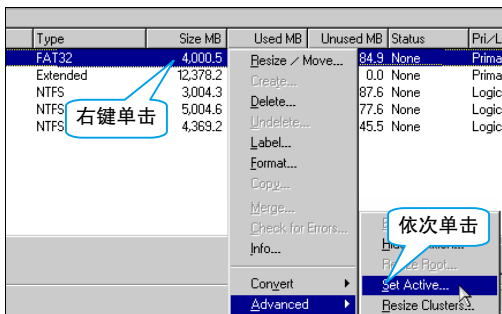 Type Size MB Used MB Unused MB Status Pri/L
FAT32 4,000.5 84.9 None Prima
Extended 12,378.2 0.0 None Prima
NTFS 3,004.3 87.6 None Logic
NTFS 5,004.6 77.6 None Logic
NTFS 4,369.2 45.5 None Logic
右键单击
Resize / Move...
Create...
Delete...
Undelete...
Label...
Format...
Copy...
Merge...
Check for Errors...
Info...
Convert
Advanced
依次单击
Set Active...
Resize Clusters...